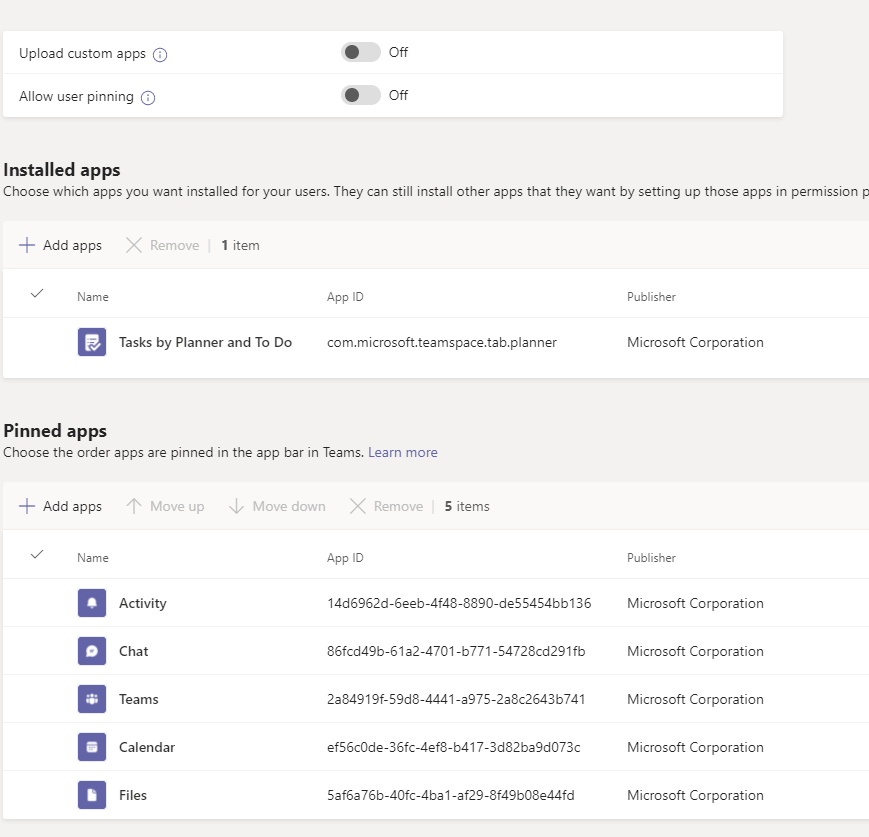 Upload custom apps Off
Allow user pinning Off
Installed apps
Choose which apps you want installed for your users. They can still install other apps that they want by setting up those apps in permission p
Add apps Remove | 1 item
Name App ID Publisher
Tasks by Planner and To Do com.microsoft.teamspace.tab.planner Microsoft Corporation
Pinned apps
Choose the order apps are pinned in the app bar in Teams. Learn more
Add apps Move up Move down Remove | 5 items
Name App ID Publisher
Activity 14d6962d-6eeb-4f48-8890-de55454bb136 Microsoft Corporation
Chat 86fcd49b-61a2-4701-b771-54728cd291fb Microsoft Corporation
Teams 2a84919f-59d8-4441-a975-2a8c2643b741 Microsoft Corporation
Calendar ef56c0de-36fc-4ef8-b417-3d82ba9d073c Microsoft Corporation
Files 5af6a76b-40fc-4ba1-af29-8f49b08e44fd Microsoft Corporation